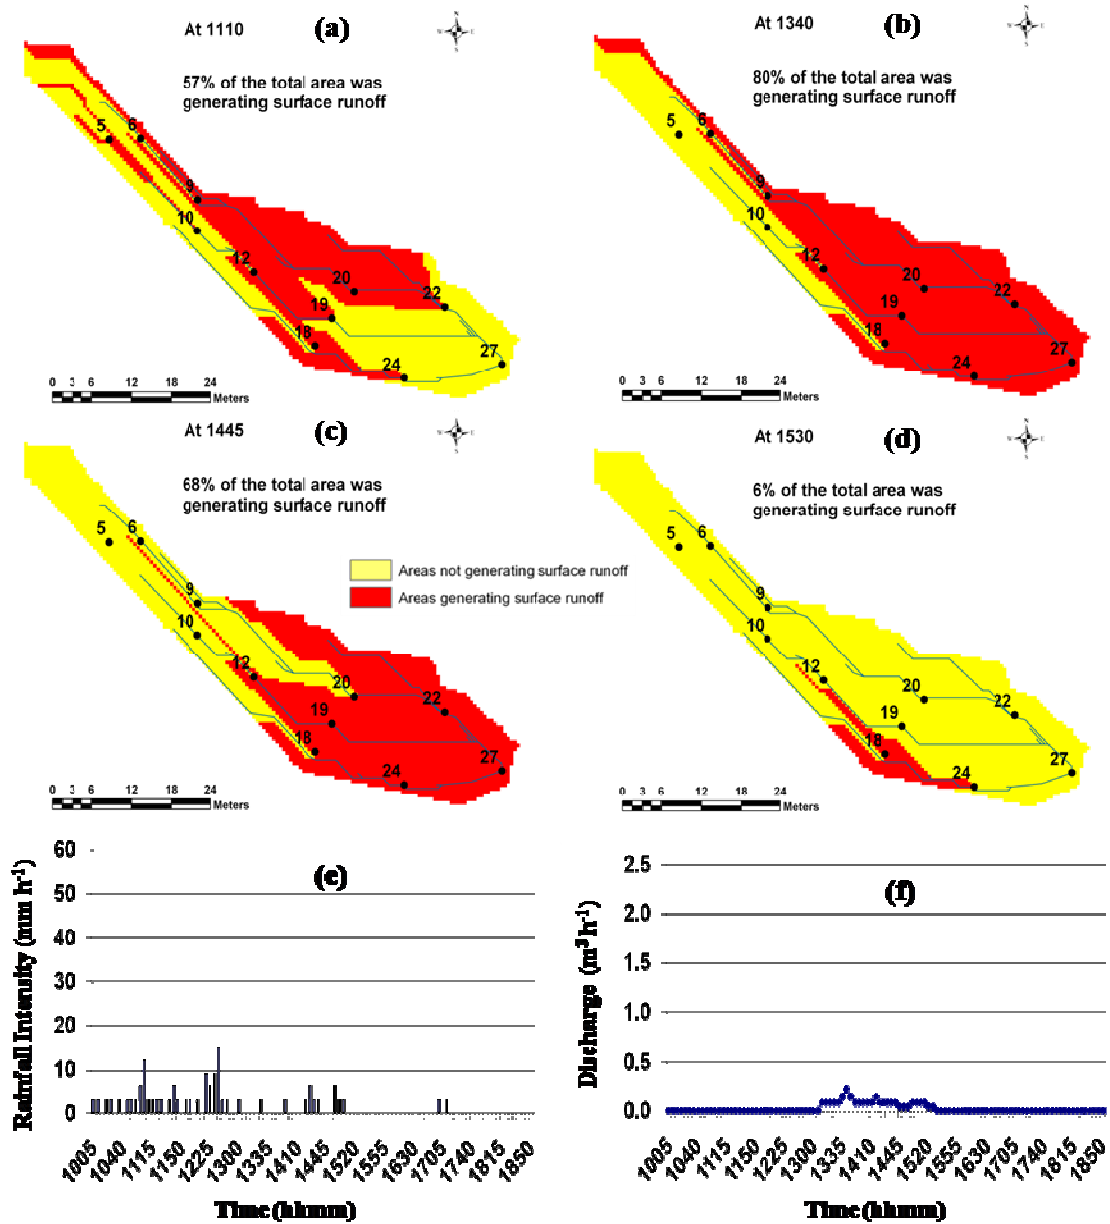 At 1110
(a)
57% of the total area was
generating surface runoff
5
6
9
10
12
20
19
22
18
24
27
0 3 6 12 18 24
Meters
At 1340
(b)
80% of the total area was
generating surface runoff
5
6
9
10
12
20
19
22
18
24
27
0 3 6 12 18 24
Meters
At 1445
(c)
68% of the total area was
generating surface runoff
5
6
9
10
12
20
19
22
18
24
27
0 3 6 12 18 24
Meters
Areas not generating surface runoff
Areas generating surface runoff
At 1530
(d)
6% of the total area was
generating surface runoff
5
6
9
10
12
20
19
22
18
24
27
0 3 6 12 18 24
Meters
(e)
Rainfall Intenuity (mm h-1)
60
50
40
30
20
10
0
1005 1040 1115 1150 1225 1300 1335 1410 1445 1520 1555 1630 1705 1740 1815 1850
Time (hhmm)
(f)
Discharge (m3 h-1)
2.5
2.0
1.5
1.0
0.5
0.0
1005 1040 1115 1150 1225 1300 1335 1410 1445 1520 1555 1630 1705 1740 1815 1850
Time (hhmm)